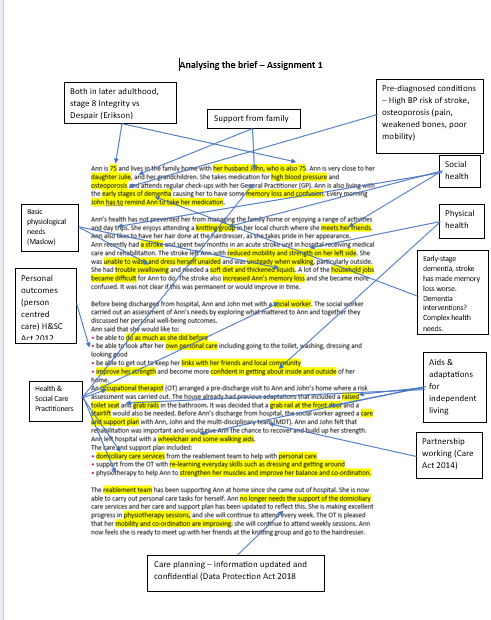 Analysing the brief – Assignment 1
Both in later adulthood,
stage 8 Integrity vs
Despair (Erikson)
Support from family
Pre-diagnosed conditions
– High BP risk of stroke,
osteoporosis (pain,
weakened bones, poor
mobility)
Social
health
Physical
health
Basic
physiological
needs
(Maslow)
Personal
outcomes
(person
centred
care) H&SC
Act 2012
Early-stage
dementia, stroke
has made memory
loss worse.
Dementia
interventions?
Complex health
needs.
Health &
Social Care
Practitioners
Aids &
adaptations
for
independent
living
Partnership
working (Care
Act 2014)
Ann is 75 and lives in the family home with her husband John, who is also 75. Ann is very close to her
daughter Julie, and her grandchildren. She takes medication for high blood pressure and
osteoporosis and attends regular check-ups with her General Practitioner (GP). Ann is also living with
the early stages of dementia causing her to have some memory loss and confusion. Every morning
John has to remind Ann to take her medication.
Ann's health has not prevented her from managing the family home or enjoying a range of activities
and day trips. She enjoys attending a knitting group in her local church where she meets her friends.
Ann also likes to have her hair done at the hairdresser, as she takes pride in her appearance.
Ann recently had a stroke and spent two months in an acute stroke unit in hospital receiving medical
care and rehabilitation. The stroke left Ann with reduced mobility and strength on her left side. She
was unable to wash and dress herself unaided and was unsteady when walking, particularly outside.
She had trouble swallowing and needed a soft diet and thickened liquids. A lot of the household jobs
became difficult for Ann to do. The stroke also increased Ann's memory loss and she became more
confused. It was not clear if this was permanent or would improve in time.
Before being discharged from hospital, Ann and John met with a social worker. The social worker
carried out an assessment of Ann's needs by exploring what mattered to Ann and together they
discussed her personal well-being outcomes.
Ann said that she would like to:
• be able to do as much as she did before
• be able to look after her own personal care including going to the toilet, washing, dressing and
looking good
• be able to get out to keep her links with friends and local community
• improve her strength and become more confident in getting about inside and outside of her
home.
An occupational therapist (OT) arranged a pre-discharge visit to Ann and John's home where a risk
assessment was carried out. The house already had previous adaptations that included a raised
toilet seat and grab rails in the bathroom. It was decided that a grab rail at the front door and a
stairlift would also be needed. Before Ann's discharge from hospital, the social worker agreed a care
and support plan with Ann, John and the multi-disciplinary team (MDT). Ann and John felt that
rehabilitation was important and would give Ann the chance to recover and build up her strength.
Ann left hospital with a wheelchair and some walking aids.
The care and support plan included:
• domiciliary care services from the reablement team to help with personal care
• support from the OT with re-learning everyday skills such as dressing and getting around
• physiotherapy to help Ann to strengthen her muscles and improve her balance and co-ordination.
The reablement team has been supporting Ann at home since she came out of hospital. She is now
able to carry out personal care tasks for herself. Ann no longer needs the support of the domiciliary
care services and her care and support plan has been updated to reflect this. She is making excellent
progress in physiotherapy sessions, and she will continue to attend every week. The OT is pleased
that her mobility and co-ordination are improving; she will continue to attend weekly sessions. Ann
now feels she is ready to meet up with her friends at the knitting group and go to the hairdresser.
Care planning – information updated and
confidential (Data Protection Act 2018